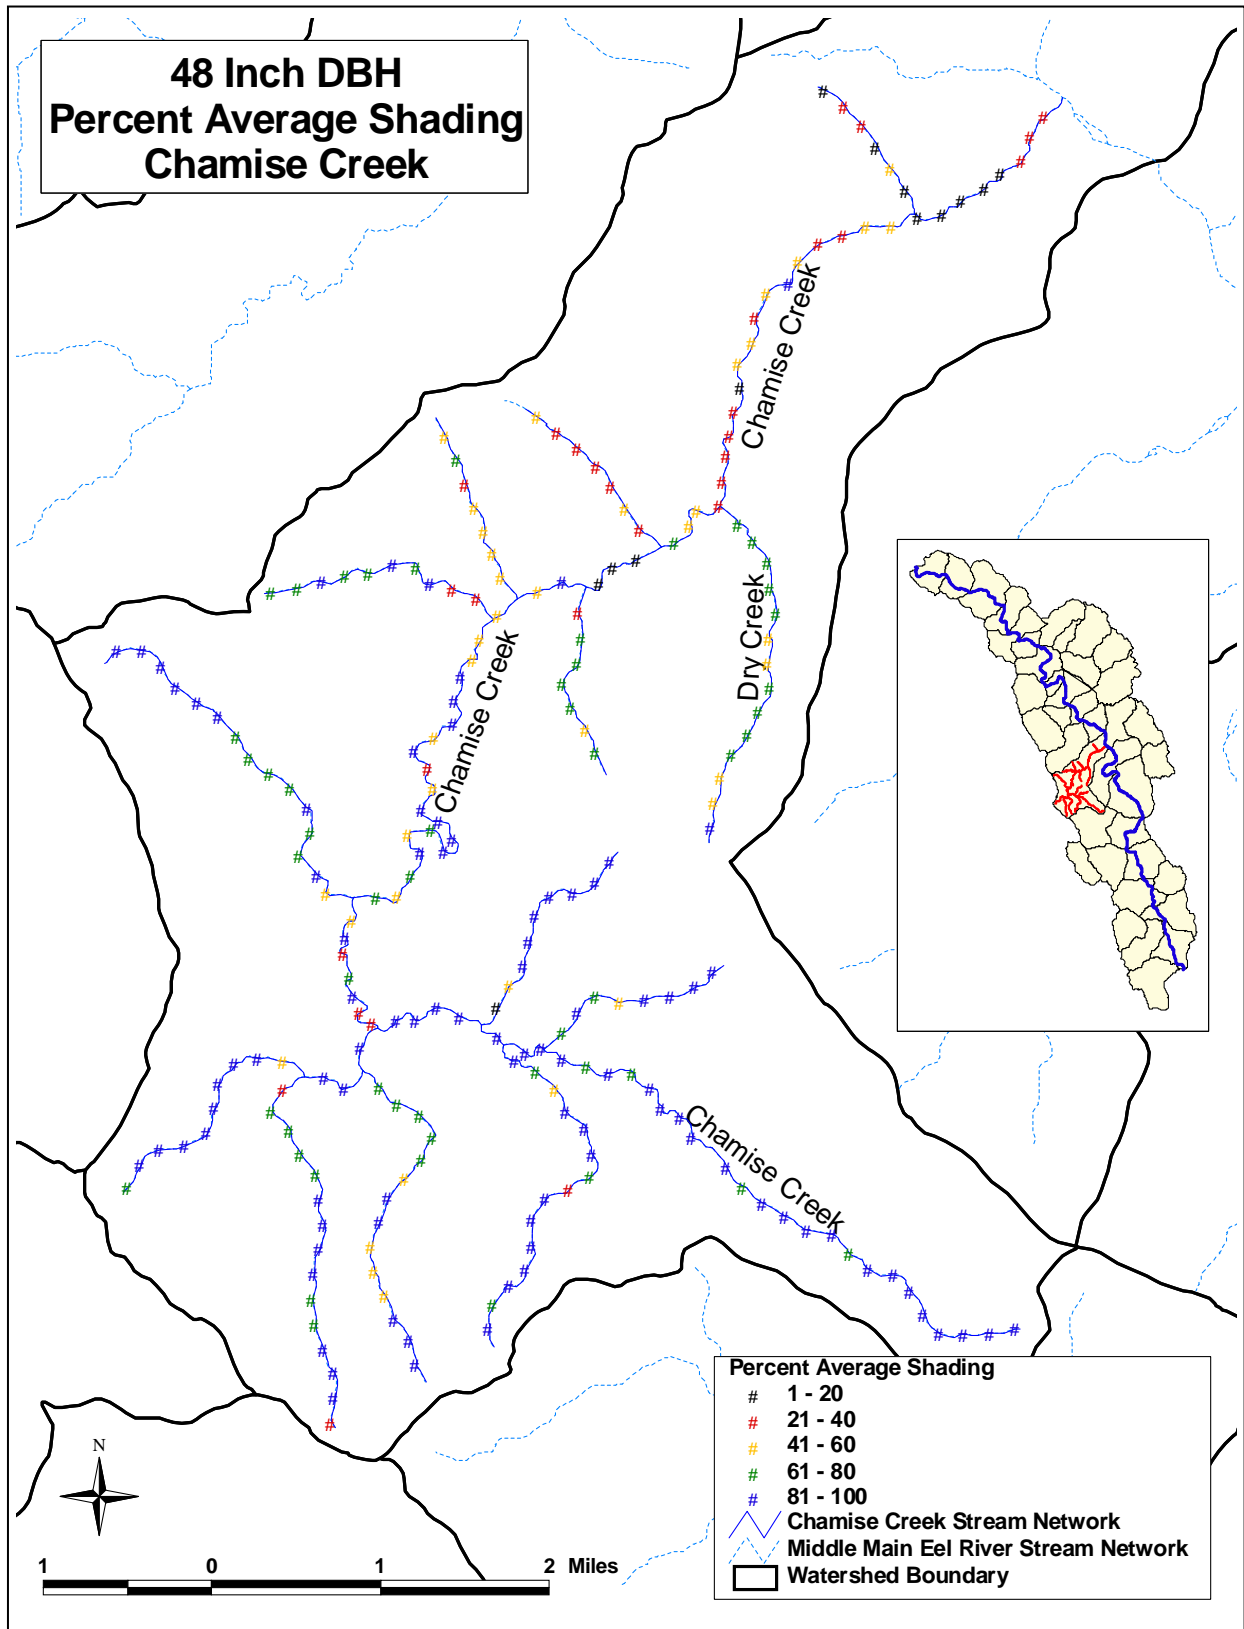 48 Inch DBH
Percent Average Shading
Chamise Creek
Chamise Creek
Dry Creek
Chamise Creek
Chamise Creek
Percent Average Shading
# 1 - 20
# 21 - 40
# 41 - 60
# 61 - 80
# 81 - 100
Chamise Creek Stream Network
Middle Main Eel River Stream Network
Watershed Boundary
N
1 0 1 2 Miles